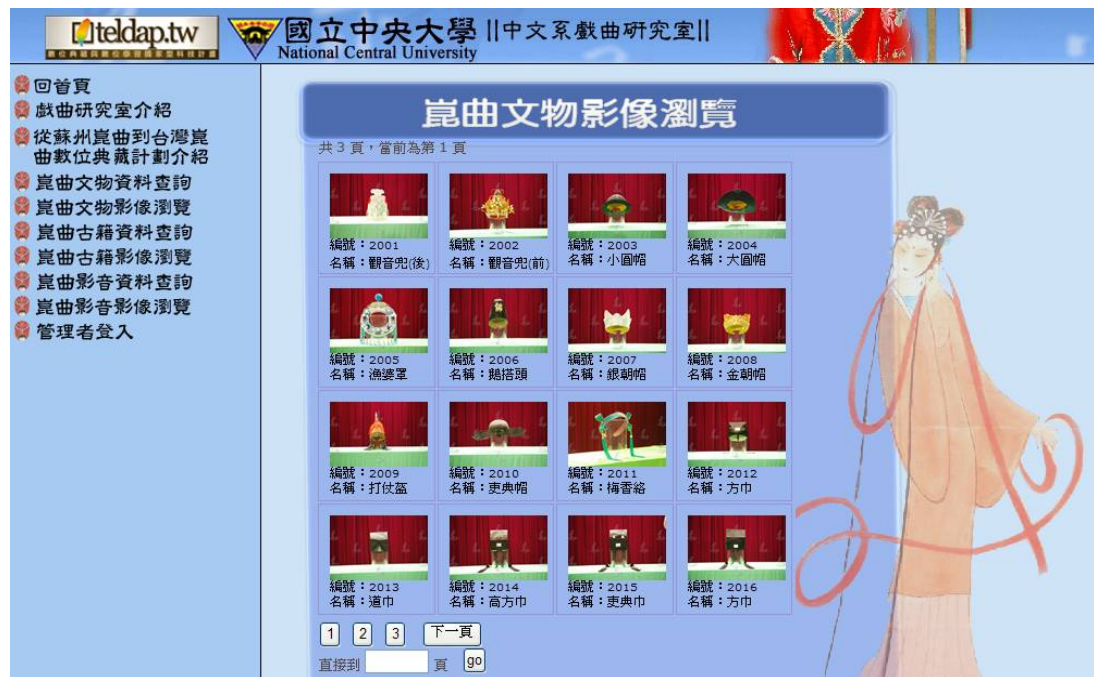 teldap.tw
國立中央大學 ||中文系戲曲研究室||
National Central University
回首頁
戲曲研究室介紹
從蘇州崑曲到台灣崑
曲數位典藏計劃介紹
崑曲文物資料查詢
崑曲文物影像瀏覽
崑曲古籍資料查詢
崑曲古籍影像瀏覽
崑曲影音資料查詢
崑曲影音影像瀏覽
管理者登入
崑曲文物影像瀏覽
共 3 頁，當前為第 1 頁
編號：2001
名稱：觀音兜(後)
編號：2002
名稱：觀音兜(前)
編號：2003
名稱：小圓帽
編號：2004
名稱：大圓帽
編號：2005
名稱：漁婆罩
編號：2006
名稱：鵝搭頭
編號：2007
名稱：銀朝帽
編號：2008
名稱：金朝帽
編號：2009
名稱：打仗盔
編號：2010
名稱：吏典帽
編號：2011
名稱：梅香絡
編號：2012
名稱：方巾
編號：2013
名稱：道巾
編號：2014
名稱：高方巾
編號：2015
名稱：吏典巾
編號：2016
名稱：方巾
1 2 3 下一頁
直接到 頁 go